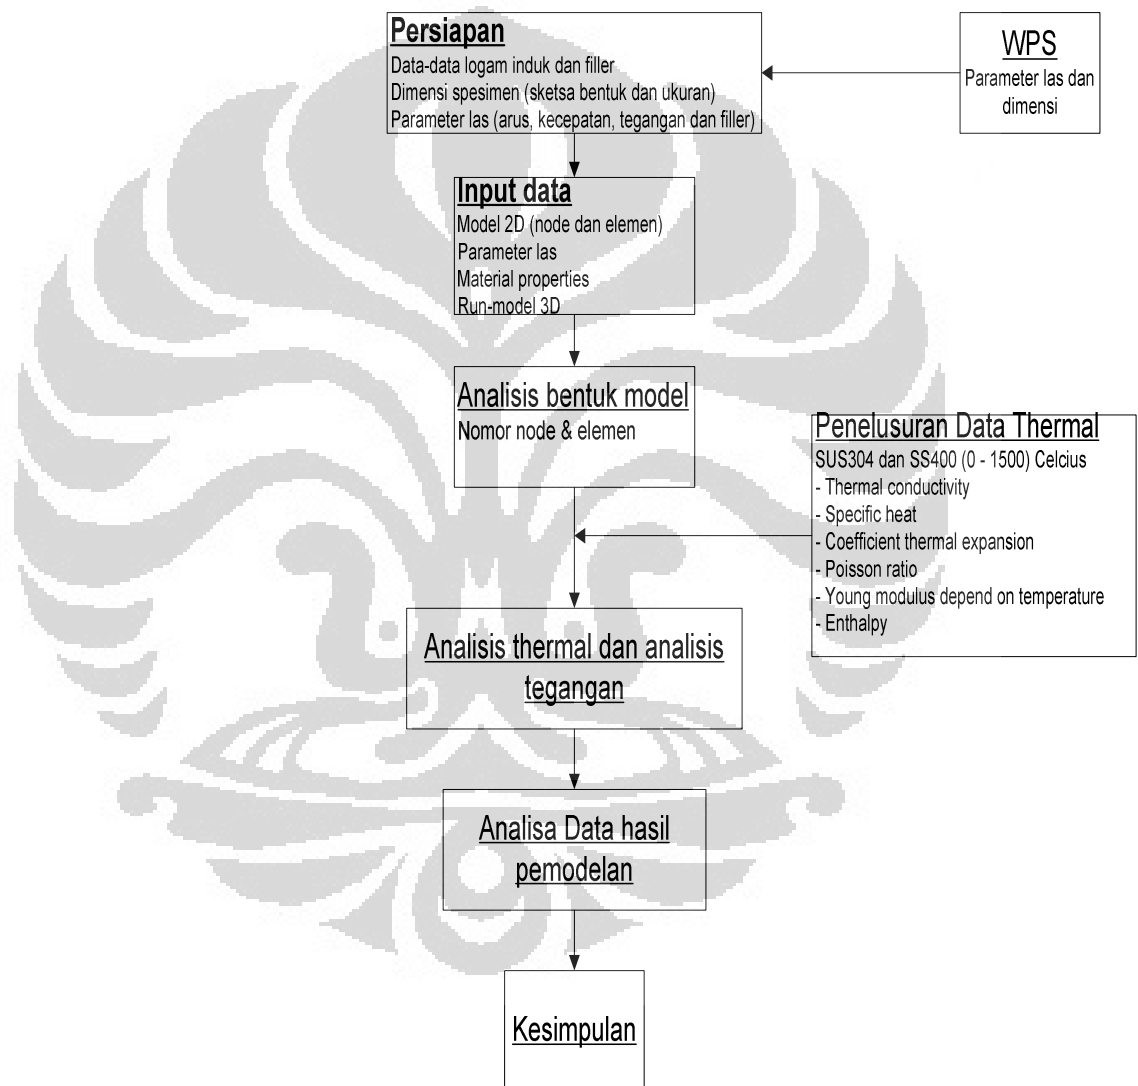 Persiapan
Data-data logam induk dan filler
Dimensi spesimen (sketsa bentuk dan ukuran)
Parameter las (arus, kecepatan, tegangan dan filler)
WPS
Parameter las dan
dimensi
Input data
Model 2D (node dan elemen)
Parameter las
Material properties
Run-model 3D
Analisis bentuk model
Nomor node & elemen
Penelusuran Data Thermal
SUS304 dan SS400 (0 - 1500) Celcius
- Thermal conductivity
- Specific heat
- Coefficient thermal expansion
- Poisson ratio
- Young modulus depend on temperature
- Enthalpy
Analisis thermal dan analisis
tegangan
Analisa Data hasil
pemodelan
Kesimpulan